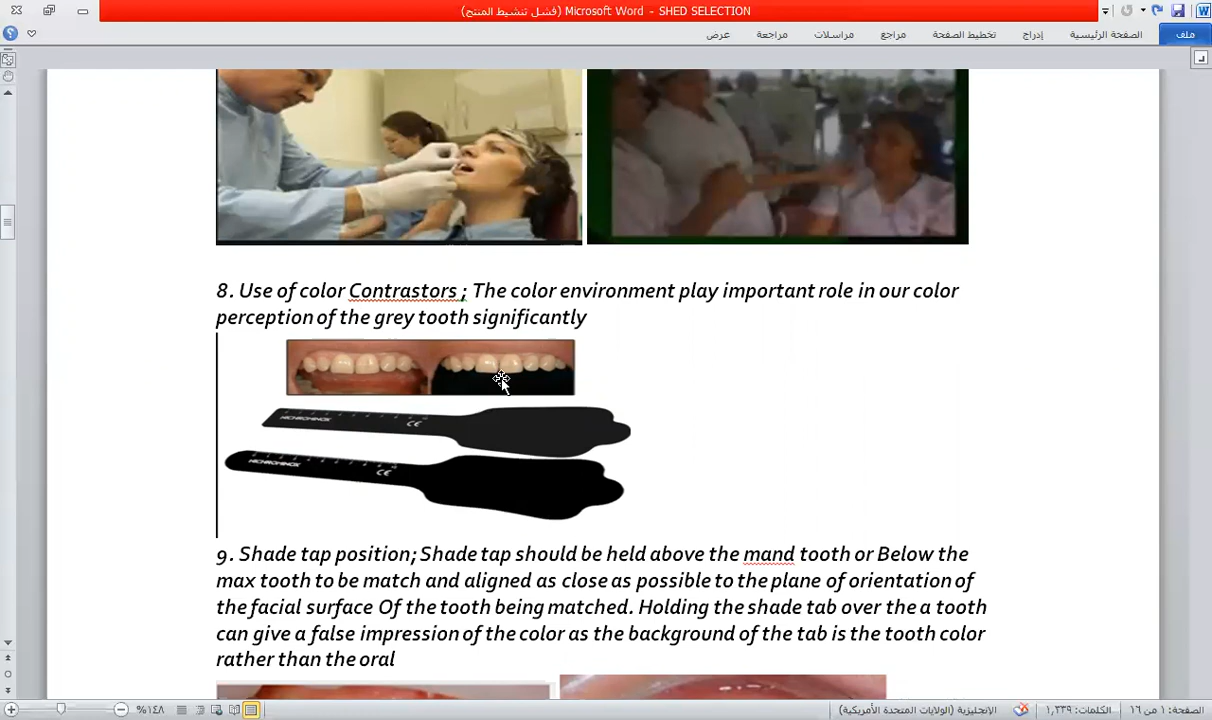 SHED SELECTION - Microsoft Word (فشل تنشيط المنتج)
ملف الصفحة الرئيسية إدراج تخطيط الصفحة مراجع مراسلات مراجعة عرض
8. Use of color Contrastors ; The color environment play important role in our color
perception of the grey tooth significantly
MICROMINOX CE
MICROMINOX CE
9. Shade tap position; Shade tap should be held above the mand tooth or Below the
max tooth to be match and aligned as close as possible to the plane of orientation of
the facial surface Of the tooth being matched. Holding the shade tab over the a tooth
can give a false impression of the color as the background of the tab is the tooth color
rather than the oral
الصفحة: ١ من ١٦ الكلمات: ١,٣٣٩ الإنجليزية (الولايات المتحدة الأمريكية) ١٤٨%